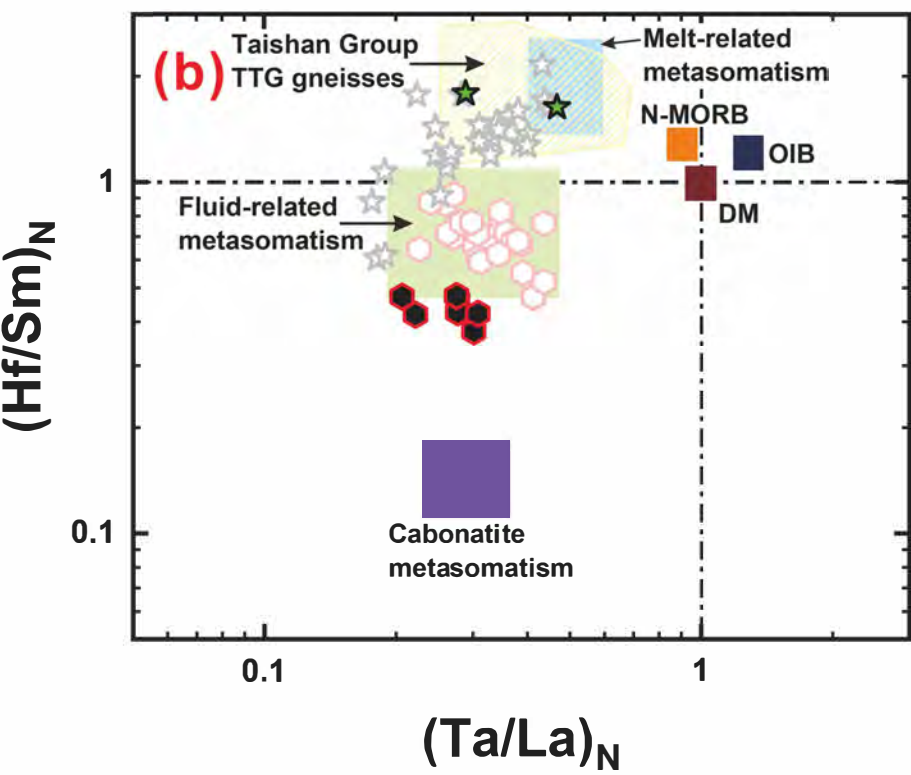 (b)
Taishan Group
TTG gneisses
Melt-related
metasomatism
N-MORB
OIB
DM
1
Fluid-related
metasomatism
(Hf/Sm)N
0.1
Cabonatite
metasomatism
0.1
1
(Ta/La)N